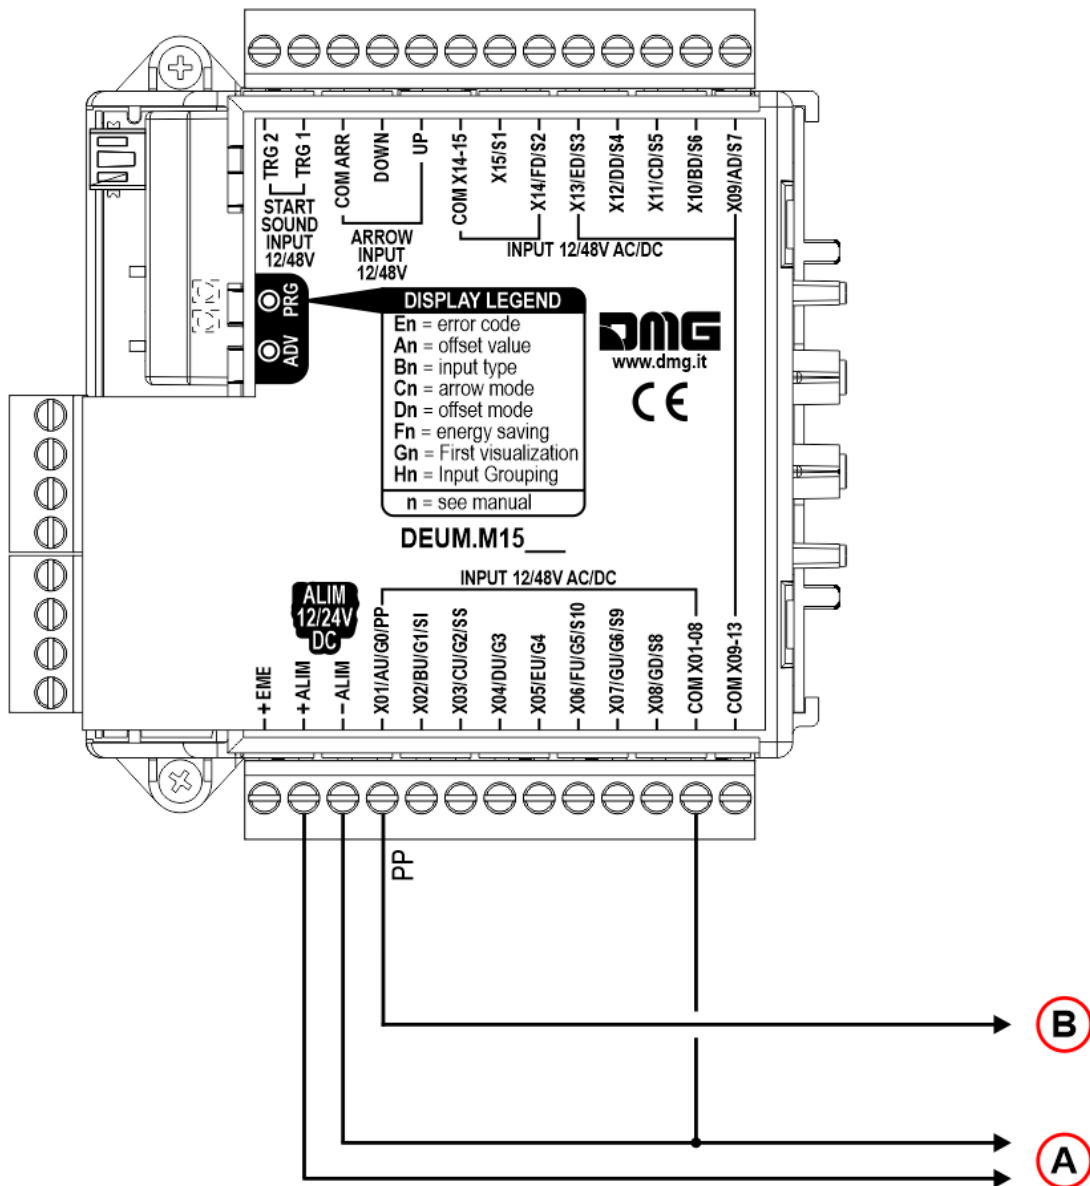 TRG 2
TRG 1
COM ARR
DOWN
UP
COM X14-15
X15/S1
X14/FD/S2
X13/ED/S3
X12/DD/S4
X11/CD/S5
X10/BD/S6
X09/AD/S7
START
SOUND
INPUT
12/48V
ARROW
INPUT
12/48V
INPUT 12/48V AC/DC
PRG
ADV
DISPLAY LEGEND
En = error code
An = offset value
Bn = input type
Cn = arrow mode
Dn = offset mode
Fn = energy saving
Gn = First visualization
Hn = Input Grouping
n = see manual
DMG
www.dmg.it
CE
DEUM.M15___
INPUT 12/48V AC/DC
ALIM
12/24V
DC
+EME
+ALIM
-ALIM
X01/AU/G0/PP
X02/BU/G1/SI
X03/CU/G2/SS
X04/DU/G3
X05/EU/G4
X06/FU/G5/S10
X07/GU/G6/S9
X08/GD/S8
COM X01-08
COM X09-13
PP
B
A